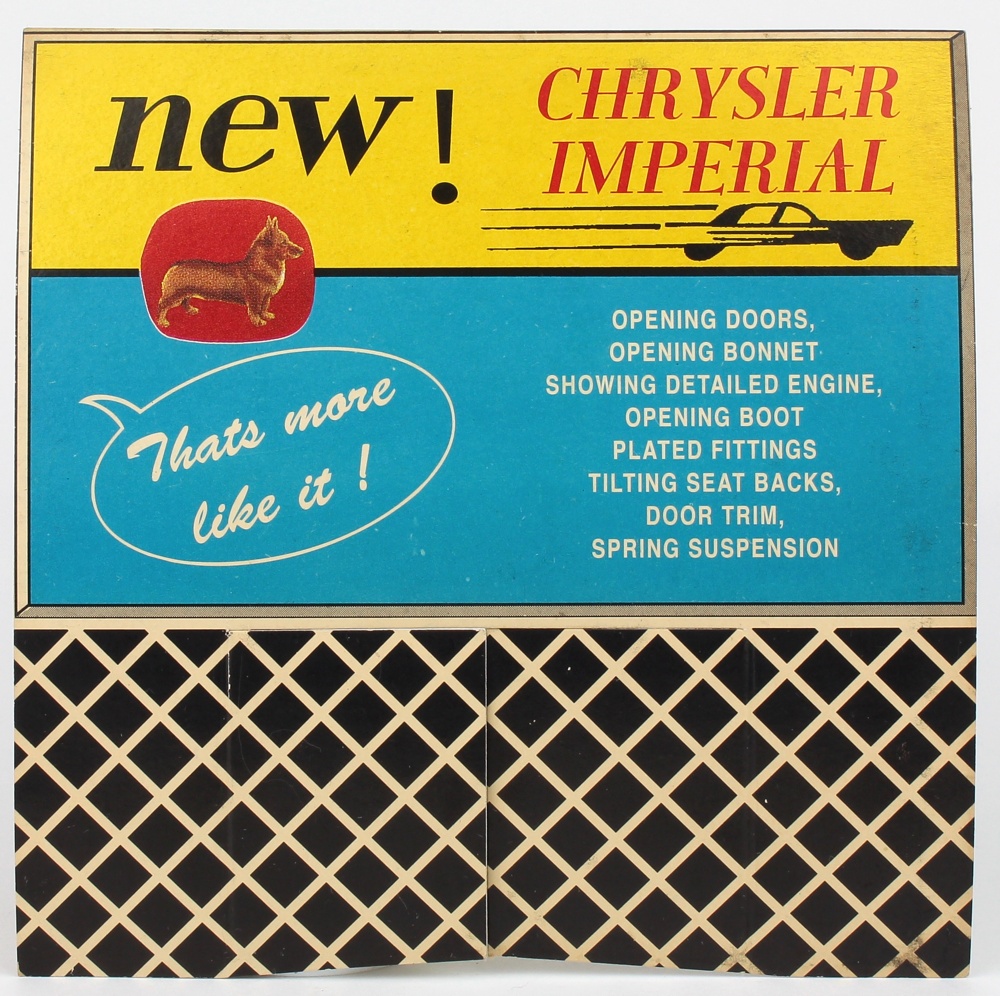 new!
CHRYSLER
IMPERIAL
Thats more
like it!
OPENING DOORS,
OPENING BONNET
SHOWING DETAILED ENGINE,
OPENING BOOT
PLATED FITTINGS
TILTING SEAT BACKS,
DOOR TRIM,
SPRING SUSPENSION